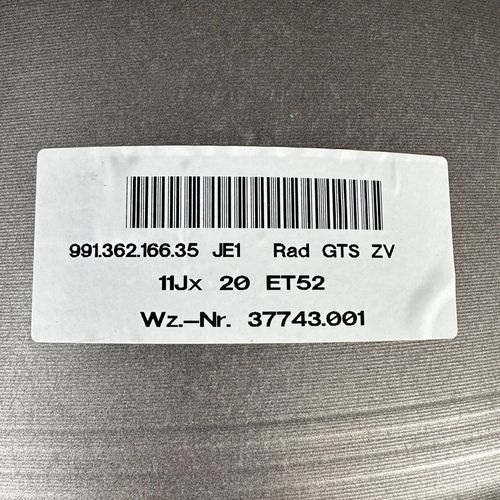 991.362.166.35 JE1 Rad GTS ZV
11Jx 20 ET52
Wz.-Nr. 37743.001